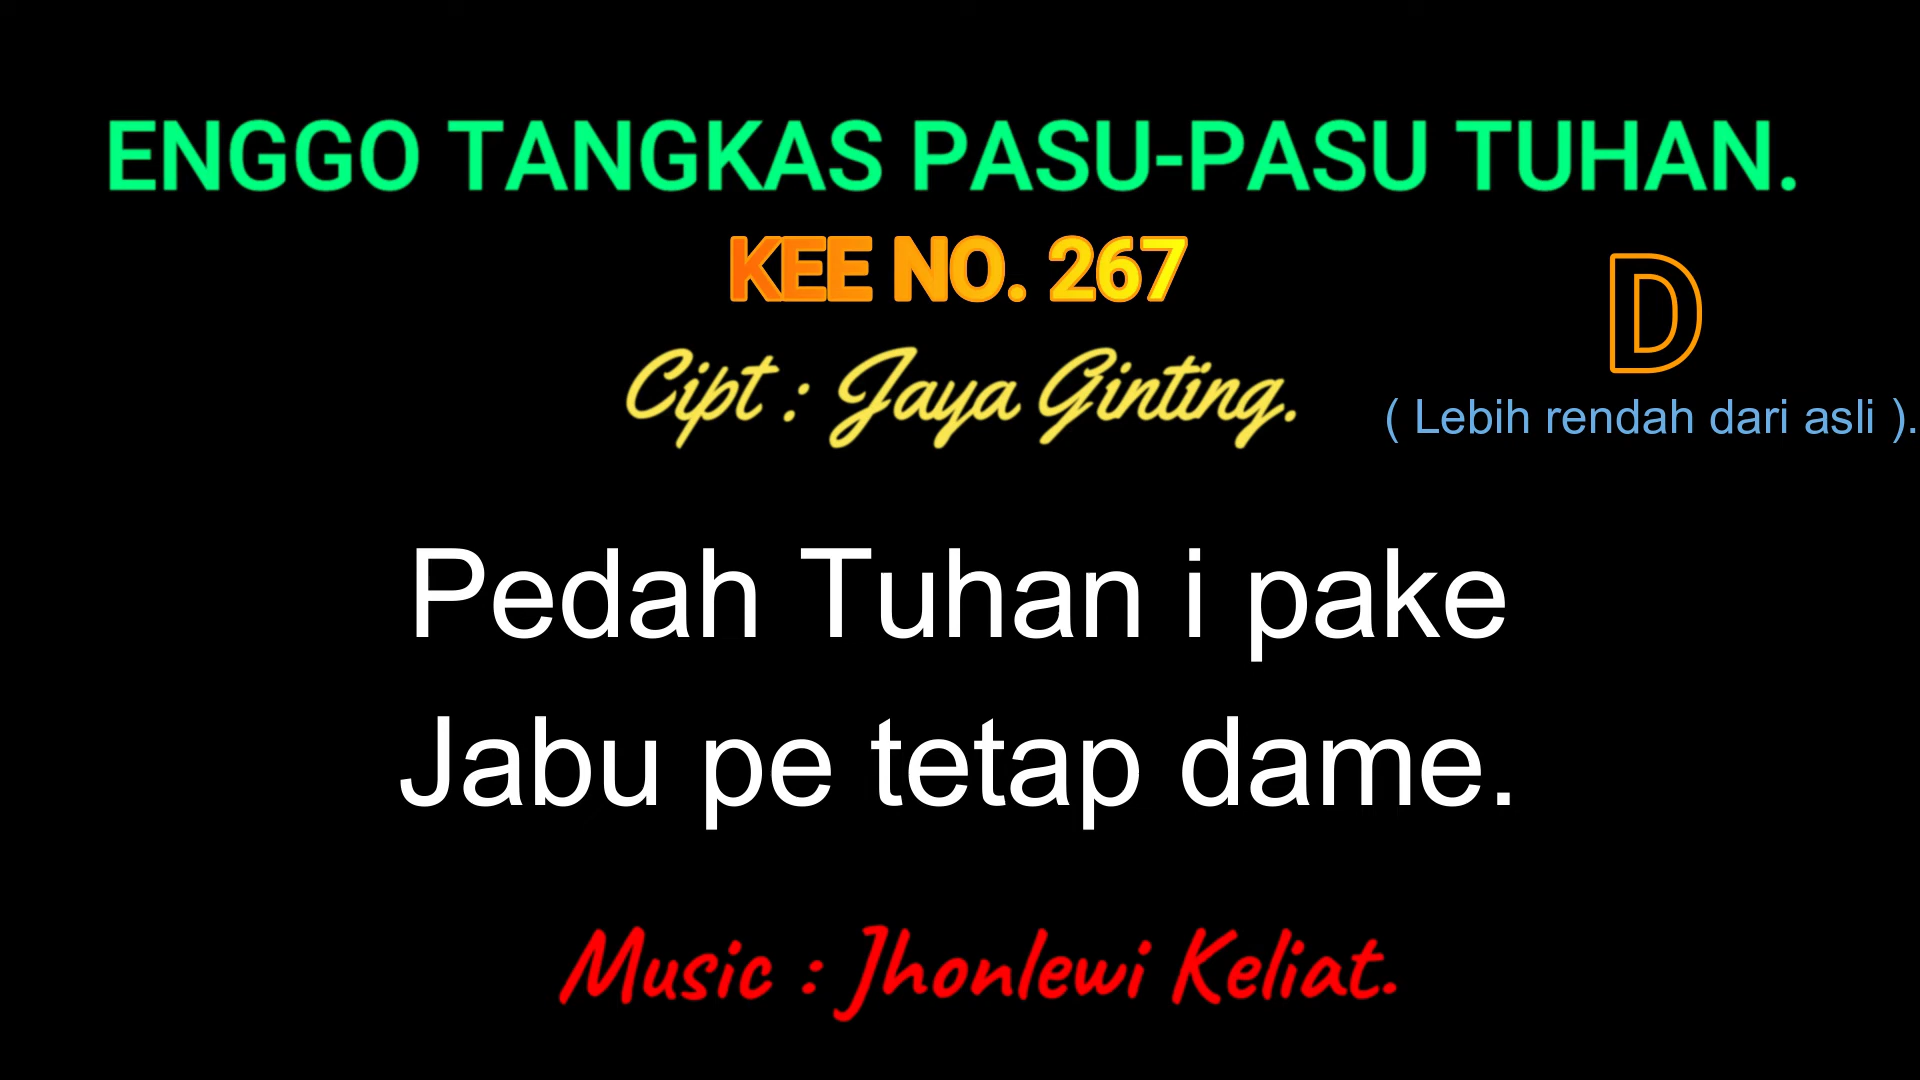 ENGGO TANGKAS PASU-PASU TUHAN.
KEE NO. 267
D
Cipt : Jaya Ginting.
( Lebih rendah dari asli ).
Pedah Tuhan i pake
Jabu pe tetap dame.
Music : Jhonlewi Keliat.